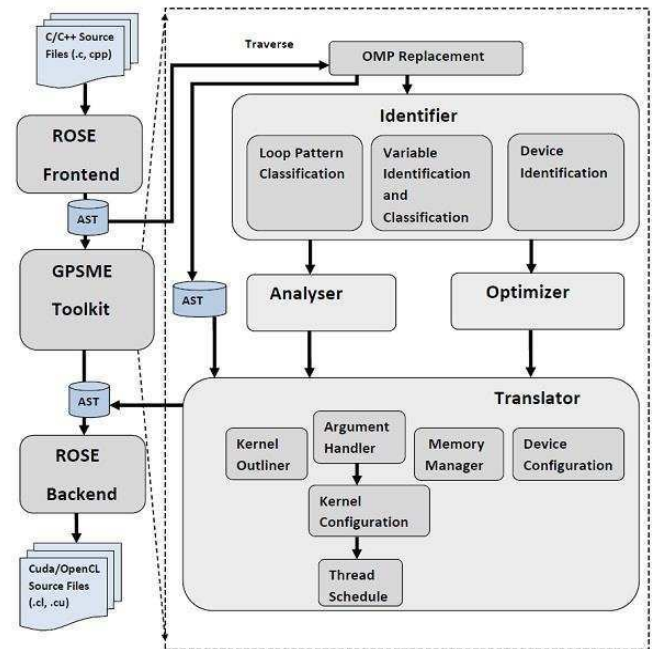 C/C++ Source
Files (.c, cpp)
ROSE
Frontend
AST
GPSME
Toolkit
AST
ROSE
Backend
Cuda/OpenCL
Source Files
(.cl, .cu)
Traverse
OMP Replacement
Identifier
Loop Pattern
Classification
Variable
Identification
and
Classification
Device
Identification
AST
Analyser
Optimizer
Translator
Kernel
Outliner
Argument
Handler
Memory
Manager
Device
Configuration
Kernel
Configuration
Thread
Schedule